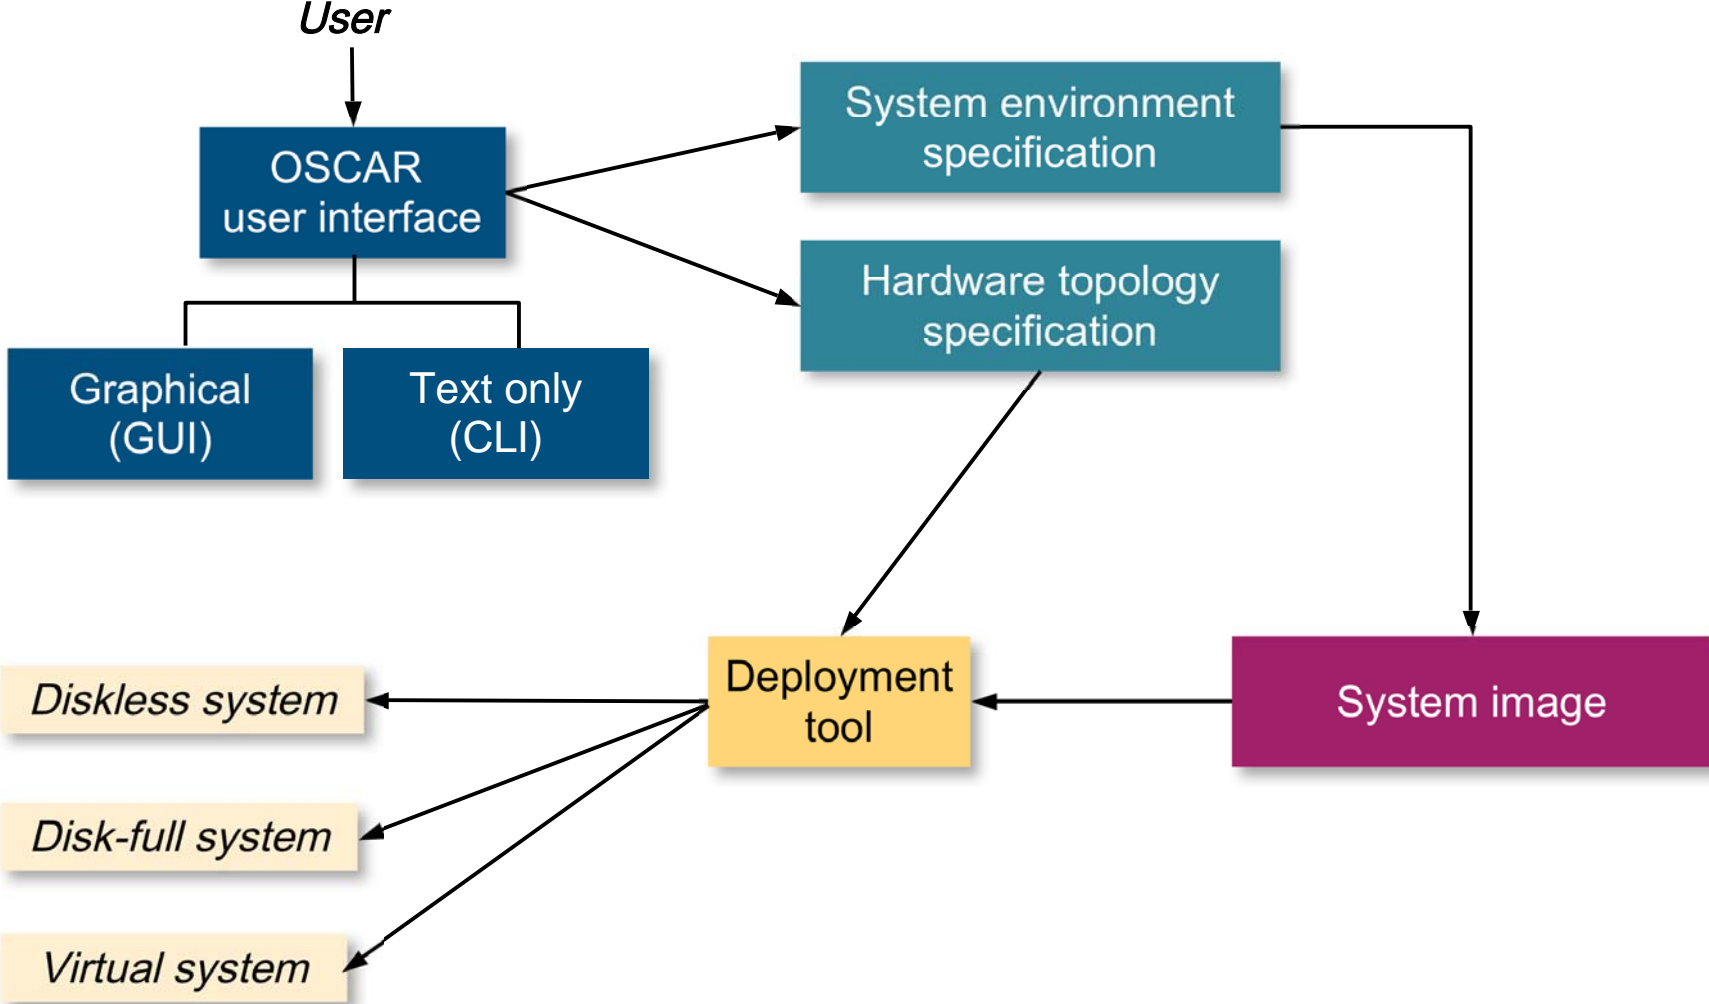 User
OSCAR
user interface
System environment
specification
Hardware topology
specification
Graphical
(GUI)
Text only
(CLI)
Deployment
tool
System image
Diskless system
Disk-full system
Virtual system